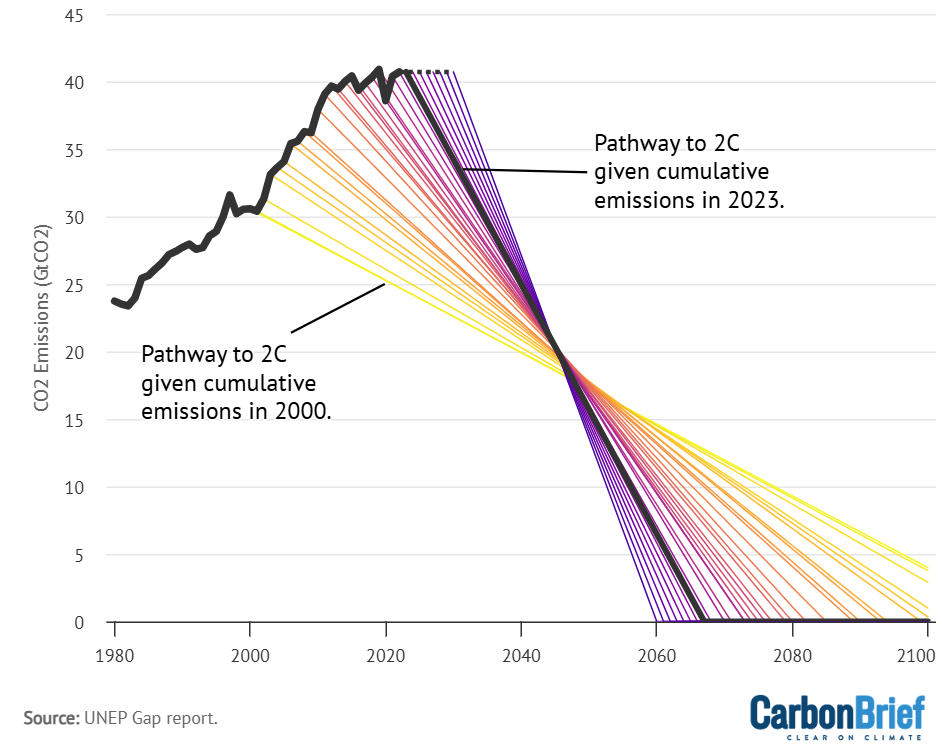 45
40
35
30
25
20
15
10
5
0
CO2 Emissions (GtCO2)
Pathway to 2C
given cumulative
emissions in 2023.
Pathway to 2C
given cumulative
emissions in 2000.
1980
2000
2020
2040
2060
2080
2100
Source: UNEP Gap report.
CarbonBrief
CLEAR ON CLIMATE